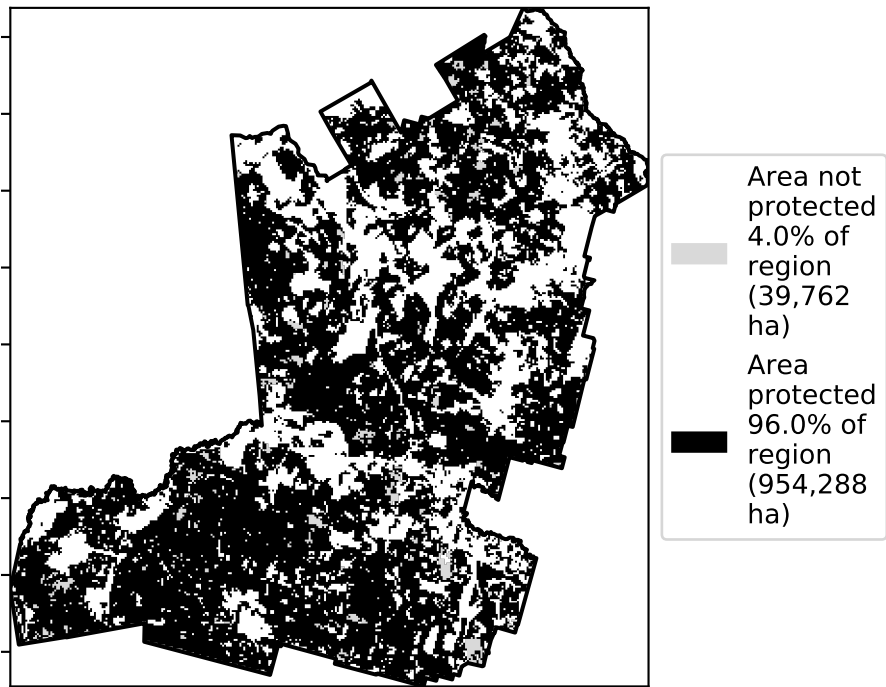 Area not
protected
4.0% of
region
(39,762
ha)
Area
protected
96.0% of
region
(954,288
ha)